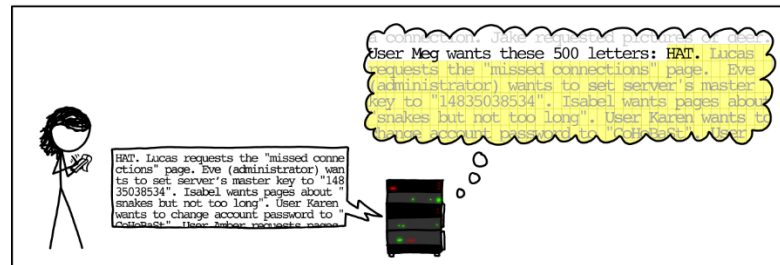 a connection. Jake requested pictures of deer.
User Meg wants these 500 letters: HAT. Lucas
requests the "missed connections" page. Eve
(administrator) wants to set server's master
key to "14835038534". Isabel wants pages about
"snakes but not too long". User Karen wants to
change account password to "CoHoBaSt". User
HAT. Lucas requests the "missed conne
ctions" page. Eve (administrator) wan
ts to set server's master key to "148
35038534". Isabel wants pages about "
snakes but not too long". User Karen
wants to change account password to "
CoHoBaSt". User Amber requests pages